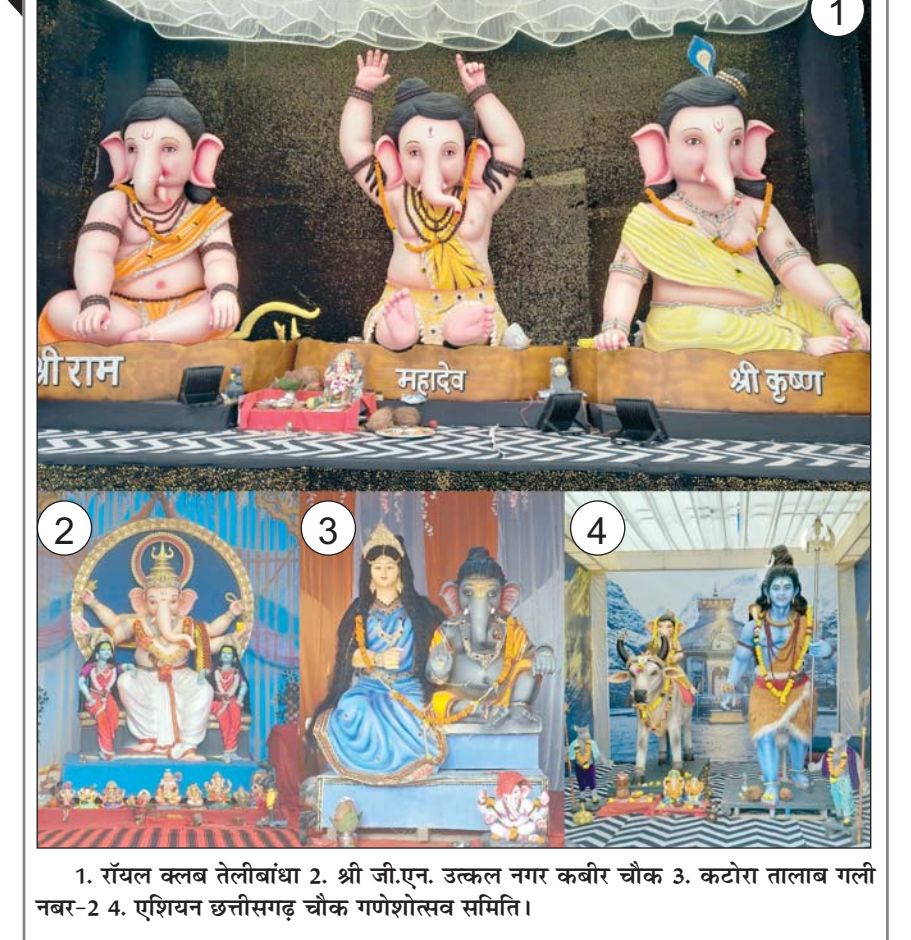 1
श्री राम
महादेव
श्री कृष्ण
2
3
4
1. रॉयल क्लब तेलीबांधा 2. श्री जी.एन. उत्कल नगर कबीर चौक 3. कटोरा तालाब गली
नबर-2 4. एशियन छत्तीसगढ़ चौक गणेशोत्सव समिति।